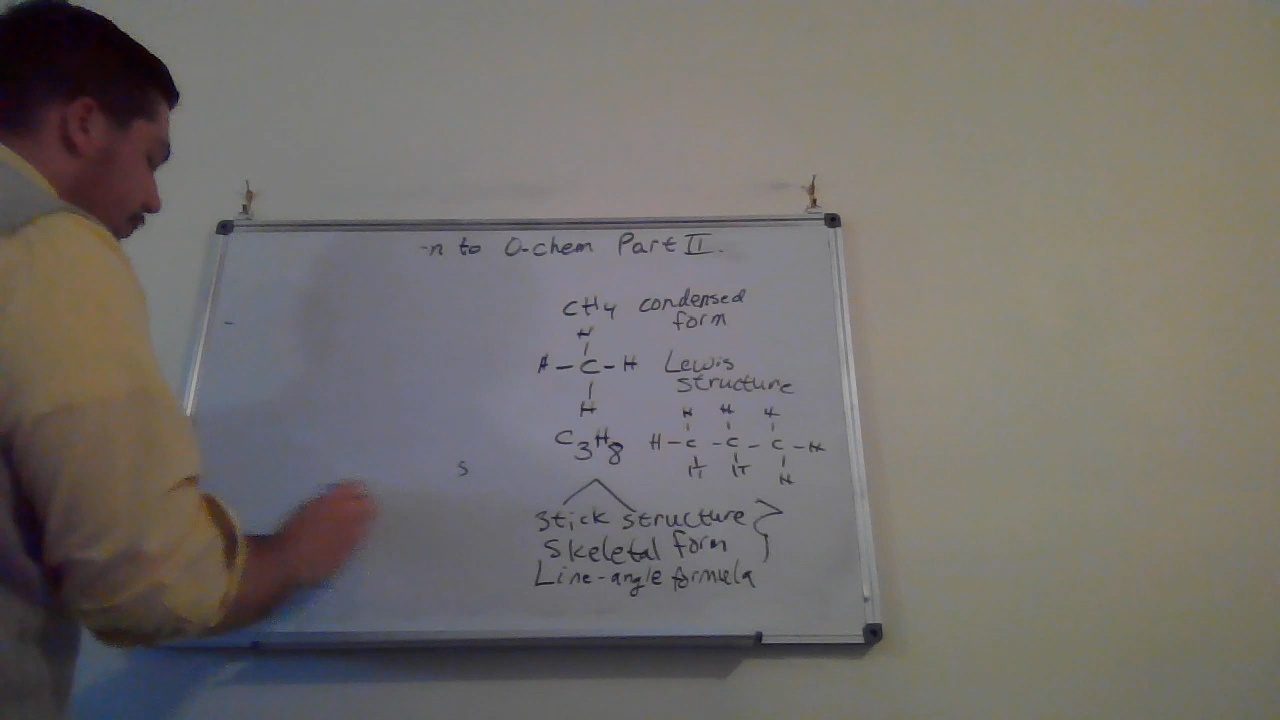 -n to O-chem Part II.
CH4 condensed
form
H
H-C-H Lewis
structure
H
H H H
C3H8 H-C-C-C-H
H H H
s
Stick structure
Skeletal form
Line-angle formula